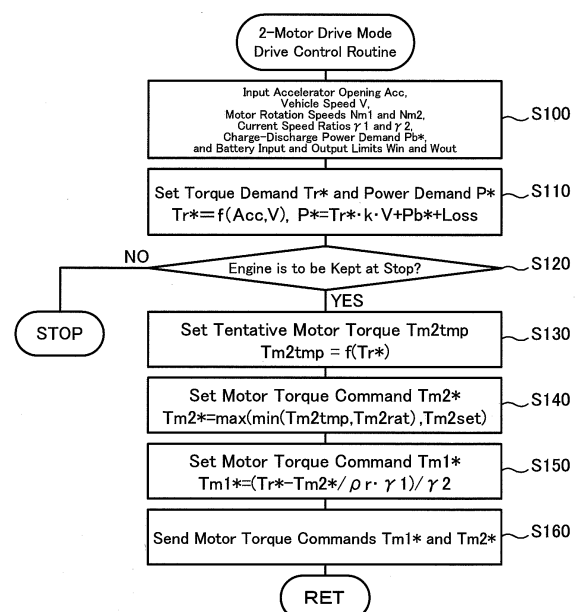 2-Motor Drive Mode
Drive Control Routine
Input Accelerator Opening Acc,
Vehicle Speed V,
Motor Rotation Speeds Nm1 and Nm2,
Current Speed Ratios γ1 and γ2,
Charge-Discharge Power Demand Pb*,
and Battery Input and Output Limits Win and Wout
S100
Set Torque Demand Tr* and Power Demand P*
Tr*=f(Acc,V), P*=Tr*·k·V+Pb*+Loss
S110
Engine is to be Kept at Stop?
S120
NO
YES
STOP
Set Tentative Motor Torque Tm2tmp
Tm2tmp = f(Tr*)
S130
Set Motor Torque Command Tm2*
Tm2*=max(min(Tm2tmp,Tm2rat),Tm2set)
S140
Set Motor Torque Command Tm1*
Tm1*=(Tr*-Tm2*/ρr·γ1)/γ2
S150
Send Motor Torque Commands Tm1* and Tm2*
S160
RET